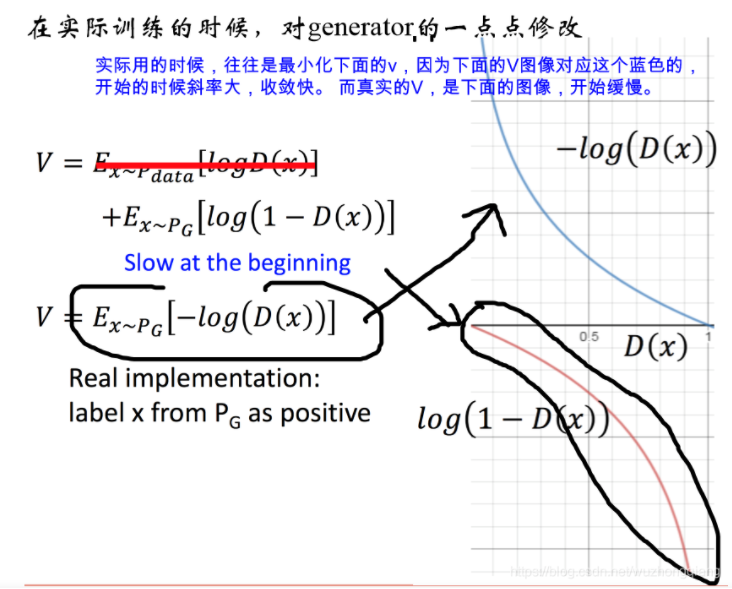 在实际训练的时候，对generator的一点点修改
实际用的时候，往往是最小化下面的v，因为下面的V图像对应这个蓝色的，
开始的时候斜率大，收敛快。 而真实的V，是下面的图像，开始缓慢。
−log(D(x))
V = E_{x∼P_{data}}[logD(x)]
+E_{x∼P_G}[log(1 − D(x))]
Slow at the beginning
V = E_{x∼P_G}[−log(D(x))]
0.5
1
D(x)
Real implementation:
label x from P_G as positive
log(1 − D(x))
https://blog.csdn.net/wuzhongqiang